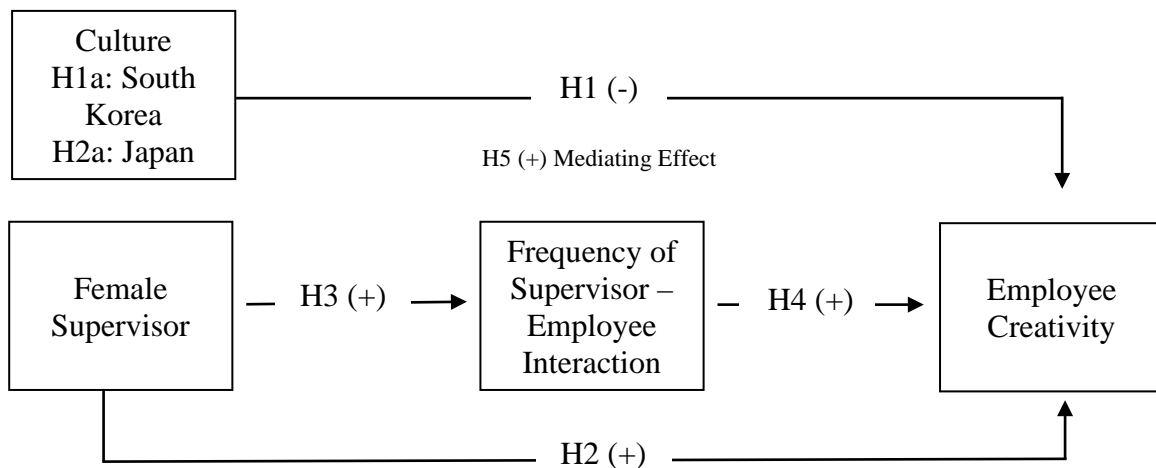 Culture
H1a: South
Korea
H2a: Japan
H1 (-)
H5 (+) Mediating Effect
Female
Supervisor
H3 (+)
Frequency of
Supervisor –
Employee
Interaction
H4 (+)
Employee
Creativity
H2 (+)